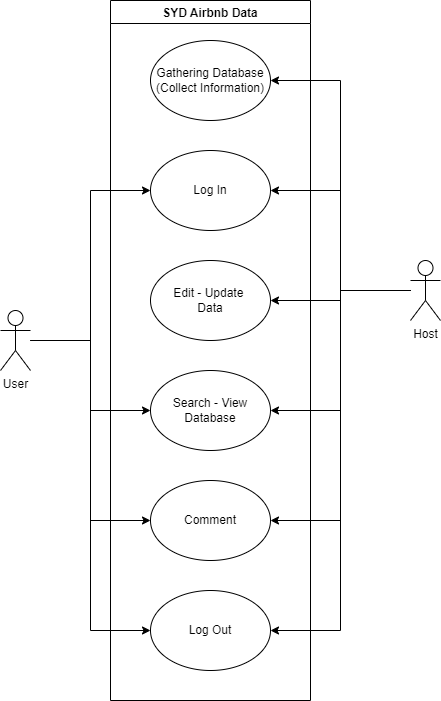 SYD Airbnb Data
Gathering Database
(Collect Information)
Log In
Edit - Update
Data
Host
User
Search - View
Database
Comment
Log Out